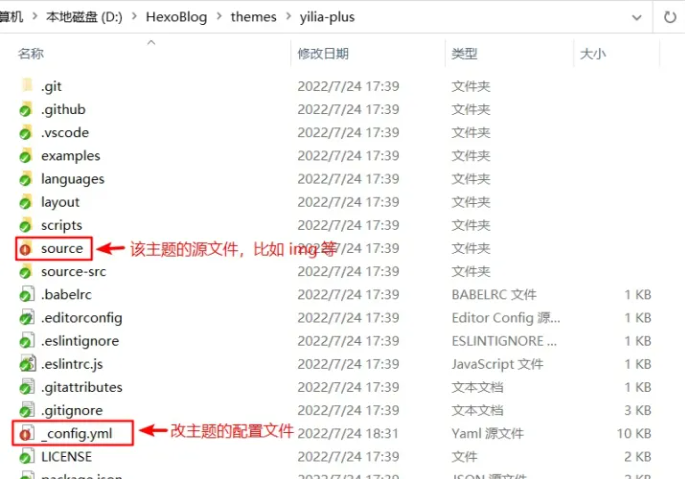 算机 > 本地磁盘 (D:) > HexoBlog > themes > yilia-plus
名称 修改日期 类型 大小
.git 2022/7/24 17:39 文件夹
.github 2022/7/24 17:39 文件夹
.vscode 2022/7/24 17:39 文件夹
examples 2022/7/24 17:39 文件夹
languages 2022/7/24 17:39 文件夹
layout 2022/7/24 17:39 文件夹
scripts 2022/7/24 17:39 文件夹
source 该主题的源文件，比如 img 等 2022/7/24 17:39 文件夹
source-src 2022/7/24 17:39 文件夹
.babelrc 2022/7/24 17:39 BABELRC 文件 1 KB
.editorconfig 2022/7/24 17:39 Editor Config 源... 1 KB
.eslintignore 2022/7/24 17:39 ESLINTIGNORE ... 1 KB
.eslintrc.js 2022/7/24 17:39 JavaScript 文件 1 KB
.gitattributes 2022/7/24 17:39 文本文档 1 KB
.gitignore 2022/7/24 17:39 文本文档 3 KB
_config.yml 改主题的配置文件 2022/7/24 18:31 Yaml 源文件 10 KB
LICENSE 2022/7/24 17:39 文件 2 KB
package.json 2022/7/24 17:39 JSON 源文件 2 KB